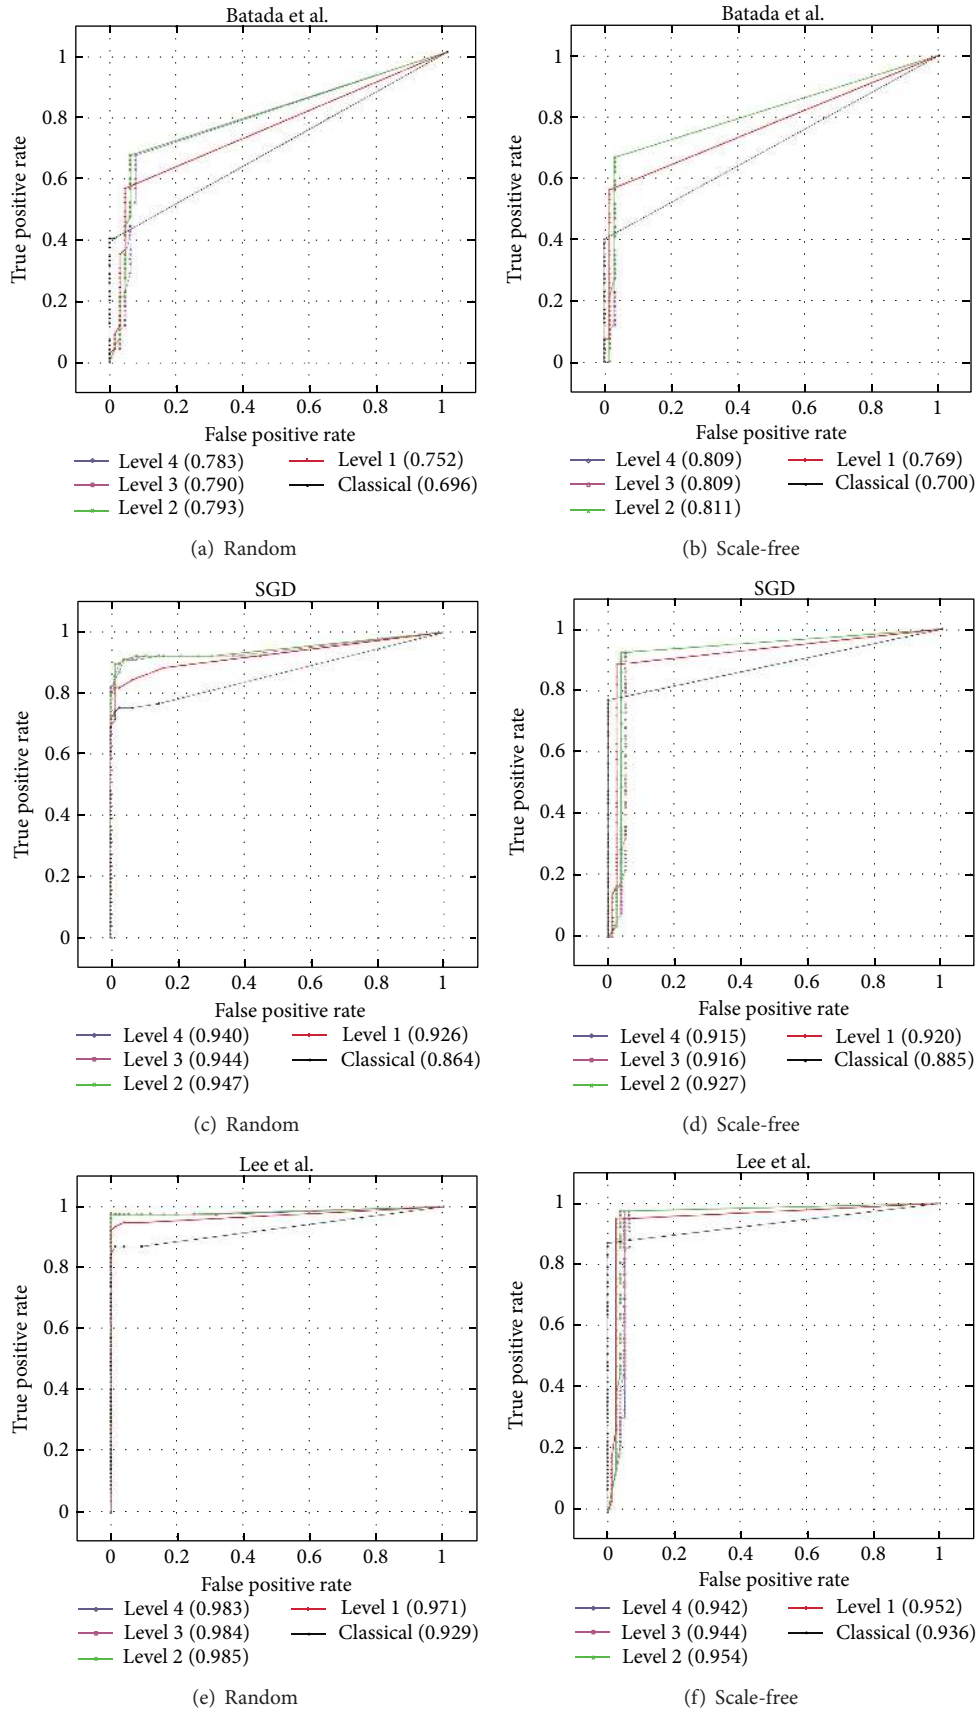 Batada et al.
True positive rate
1
0.8
0.6
0.4
0.2
0
0 0.2 0.4 0.6 0.8 1
False positive rate
Level 4 (0.783)
Level 3 (0.790)
Level 2 (0.793)
Level 1 (0.752)
Classical (0.696)
(a) Random
Batada et al.
True positive rate
1
0.8
0.6
0.4
0.2
0
0 0.2 0.4 0.6 0.8 1
False positive rate
Level 4 (0.809)
Level 3 (0.809)
Level 2 (0.811)
Level 1 (0.769)
Classical (0.700)
(b) Scale-free
SGD
True positive rate
1
0.8
0.6
0.4
0.2
0
0 0.2 0.4 0.6 0.8 1
False positive rate
Level 4 (0.940)
Level 3 (0.944)
Level 2 (0.947)
Level 1 (0.926)
Classical (0.864)
(c) Random
SGD
True positive rate
1
0.8
0.6
0.4
0.2
0
0 0.2 0.4 0.6 0.8 1
False positive rate
Level 4 (0.915)
Level 3 (0.916)
Level 2 (0.927)
Level 1 (0.920)
Classical (0.885)
(d) Scale-free
Lee et al.
True positive rate
1
0.8
0.6
0.4
0.2
0
0 0.2 0.4 0.6 0.8 1
False positive rate
Level 4 (0.983)
Level 3 (0.984)
Level 2 (0.985)
Level 1 (0.971)
Classical (0.929)
(e) Random
Lee et al.
True positive rate
1
0.8
0.6
0.4
0.2
0
0 0.2 0.4 0.6 0.8 1
False positive rate
Level 4 (0.942)
Level 3 (0.944)
Level 2 (0.954)
Level 1 (0.952)
Classical (0.936)
(f) Scale-free